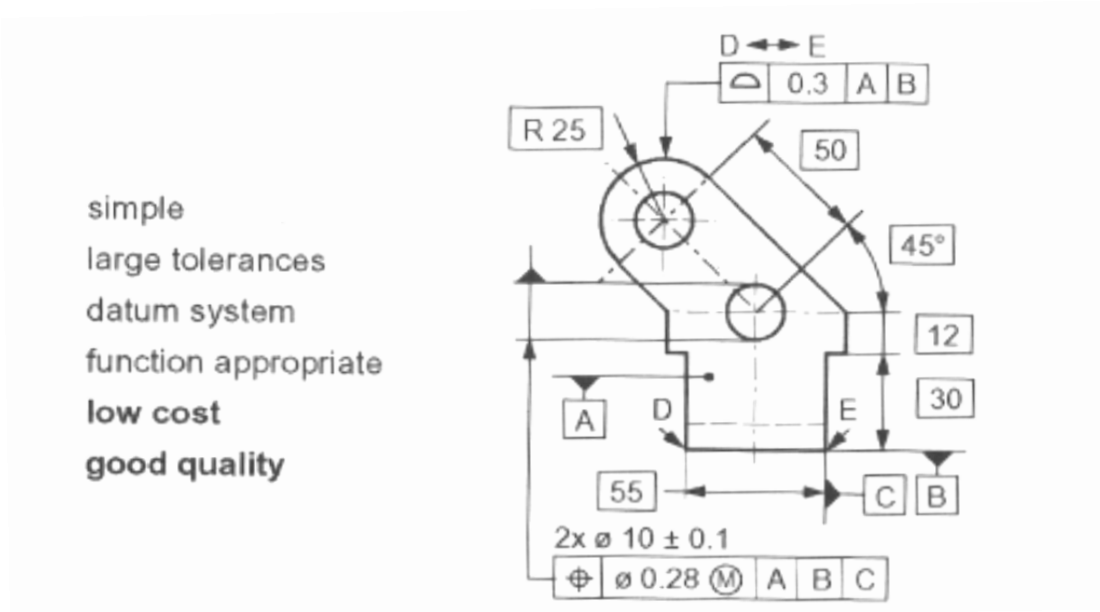 simple
large tolerances
datum system
function appropriate
low cost
good quality
D E
0.3 A B
R 25
50
45°
12
30
A
D
E
55
C
B
2x ø 10 ± 0.1
ø 0.28 Ⓜ A B C